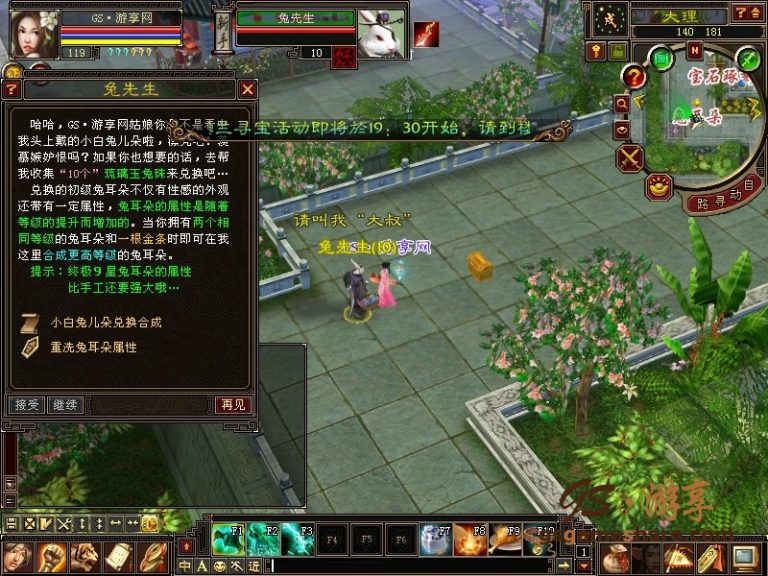 GS·游享网
119
兔先生
10
大理
140 181
N
兔先生
哈哈，GS·游享网姑娘你
我头上戴的小白兔儿朵啦，
慕嫉妒恨吗？如果你也想要的话，去帮
我收集“10个”琉璃玉兔珠来兑换吧…
兑换的初级兔耳朵不仅有性感的外观
还带有一定属性，兔耳朵的属性是随着
等级的提升而增加的。当你拥有两个相
同等级的兔耳朵和一根金条时即可在我
这里合成更高等级的兔耳朵。
提示：终极9星兔耳朵的属性
比手工还要强大哦…
小白兔儿朵兑换合成
重洗兔耳朵属性
接受 继续 再见
寻宝活动即将於19：30开始，请到
请叫我“大叔”
兔先生(10)享网
自动寻路
GS·游享
F1 F2 F3 F4 F5 F6 F7 F8 F9 F10
1
中 A 近